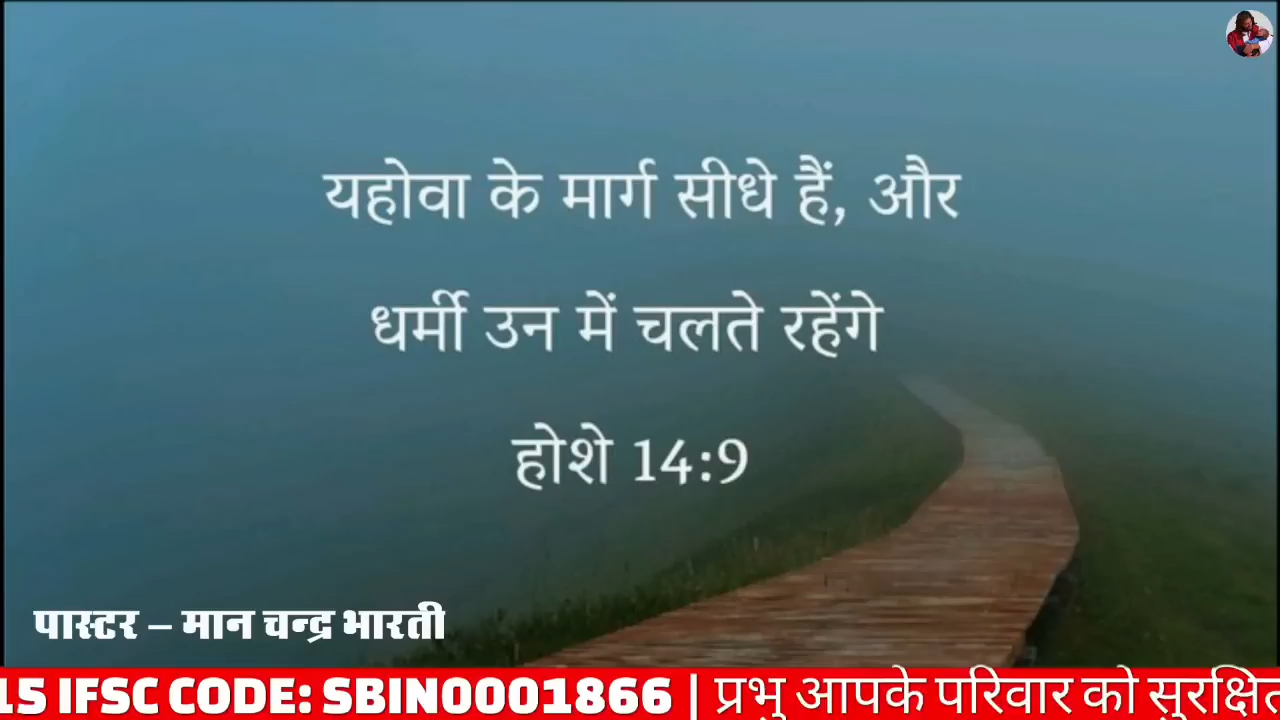 यहोवा के मार्ग सीधे हैं, और
धर्मी उन में चलते रहेंगे
होशे 14:9
पास्टर – मान चन्द्र भारती
15 IFSC CODE: SBIN0001866 | प्रभु आपके परिवार को सुरक्षित